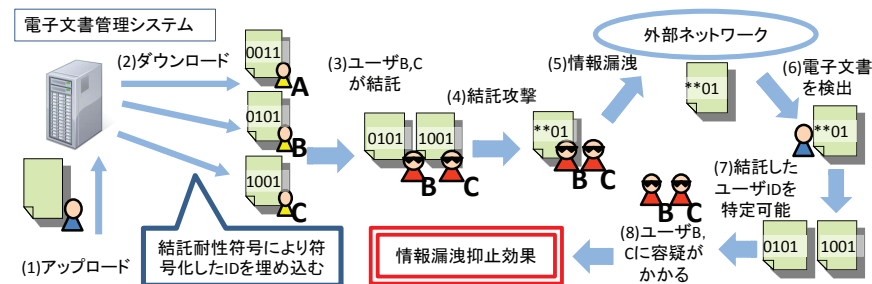 電子文書管理システム
(2)ダウンロード
0011
A
0101
B
1001
C
(1)アップロード
結託耐性符号により符
号化したIDを埋め込む
(3)ユーザB,C
が結託
0101
1001
B
C
(4)結託攻撃
**01
B
C
(5)情報漏洩
外部ネットワーク
**01
(6)電子文書
を検出
**01
(7)結託した
ユーザIDを
特定可能
0101
1001
B
C
(8)ユーザB,
Cに容疑が
かかる
情報漏洩抑止効果